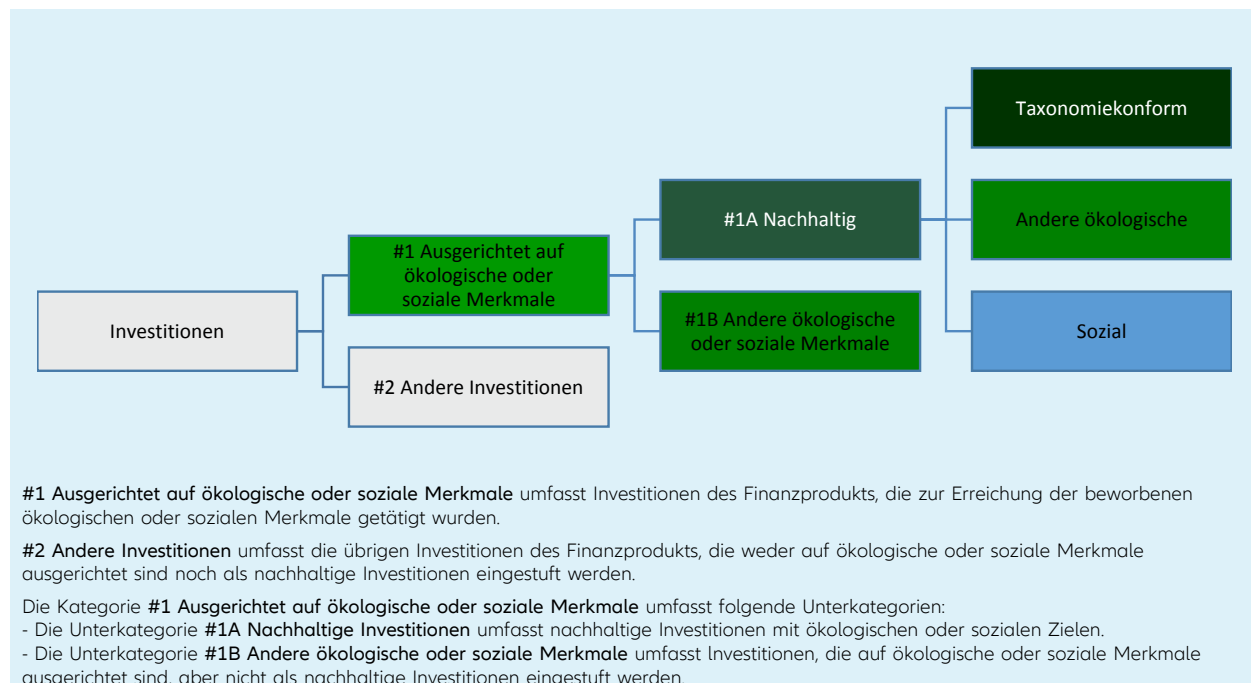 Taxonomiekonform
#1A Nachhaltig
Andere ökologische
#1 Ausgerichtet auf
ökologische oder
soziale Merkmale
Investitionen
#1B Andere ökologische
oder soziale Merkmale
Sozial
#2 Andere Investitionen
#1 Ausgerichtet auf ökologische oder soziale Merkmale umfasst Investitionen des Finanzprodukts, die zur Erreichung der beworbenen
ökologischen oder sozialen Merkmale getätigt wurden.
#2 Andere Investitionen umfasst die übrigen Investitionen des Finanzprodukts, die weder auf ökologische oder soziale Merkmale
ausgerichtet sind noch als nachhaltige Investitionen eingestuft werden.
Die Kategorie #1 Ausgerichtet auf ökologische oder soziale Merkmale umfasst folgende Unterkategorien:
- Die Unterkategorie #1A Nachhaltige Investitionen umfasst nachhaltige Investitionen mit ökologischen oder sozialen Zielen.
- Die Unterkategorie #1B Andere ökologische oder soziale Merkmale umfasst Investitionen, die auf ökologische oder soziale Merkmale
ausgerichtet sind, aber nicht als nachhaltige Investitionen eingestuft werden.